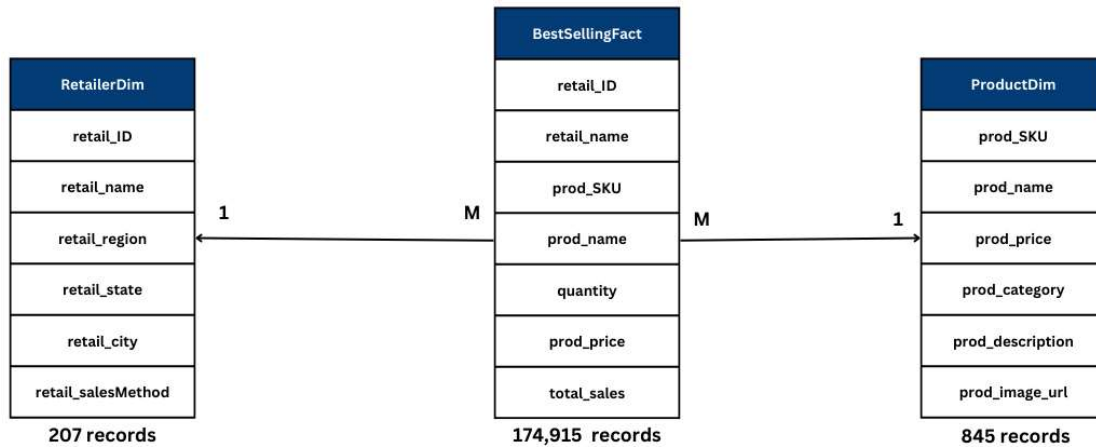 RetailerDim
retail_ID
retail_name
retail_region
retail_state
retail_city
retail_salesMethod
207 records
1
M
BestSellingFact
retail_ID
retail_name
prod_SKU
prod_name
quantity
prod_price
total_sales
174,915 records
M
1
ProductDim
prod_SKU
prod_name
prod_price
prod_category
prod_description
prod_image_url
845 records